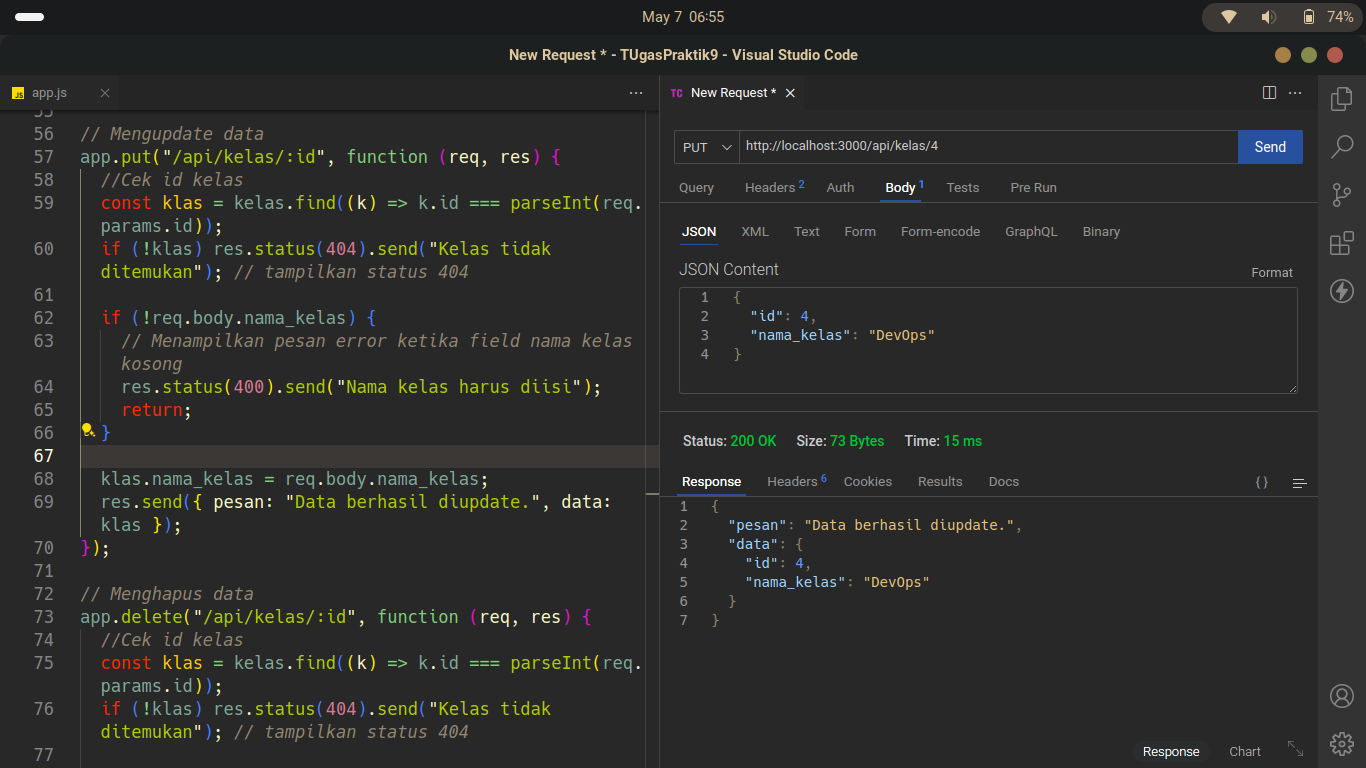 May 7 06:55
74%
New Request * - TUgasPraktik9 - Visual Studio Code
JS app.js
TC New Request *
55
56 // Mengupdate data
57 app.put("/api/kelas/:id", function (req, res) {
58 //Cek id kelas
59 const klas = kelas.find((k) => k.id === parseInt(req.
params.id));
60 if (!klas) res.status(404).send("Kelas tidak
ditemukan"); // tampilkan status 404
61
62 if (!req.body.nama_kelas) {
63 // Menampilkan pesan error ketika field nama kelas
kosong
64 res.status(400).send("Nama kelas harus diisi");
65 return;
66 }
67
68 klas.nama_kelas = req.body.nama_kelas;
69 res.send({ pesan: "Data berhasil diupdate.", data:
klas });
70 });
71
72 // Menghapus data
73 app.delete("/api/kelas/:id", function (req, res) {
74 //Cek id kelas
75 const klas = kelas.find((k) => k.id === parseInt(req.
params.id));
76 if (!klas) res.status(404).send("Kelas tidak
ditemukan"); // tampilkan status 404
77
PUT http://localhost:3000/api/kelas/4 Send
Query Headers 2 Auth Body 1 Tests Pre Run
JSON XML Text Form Form-encode GraphQL Binary
JSON Content
Format
1 {
2 "id": 4,
3 "nama_kelas": "DevOps"
4 }
Status: 200 OK Size: 73 Bytes Time: 15 ms
Response Headers 6 Cookies Results Docs {}
1 {
2 "pesan": "Data berhasil diupdate.",
3 "data": {
4 "id": 4,
5 "nama_kelas": "DevOps"
6 }
7 }
Response Chart